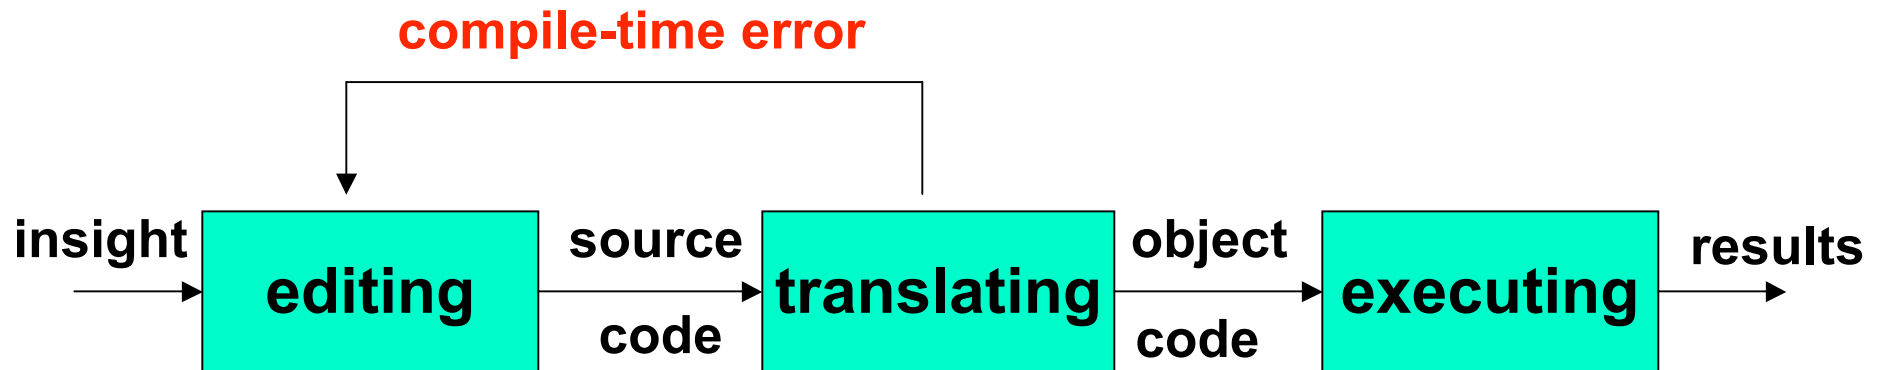 compile-time error
insight
editing
source
code
translating
object
code
executing
results